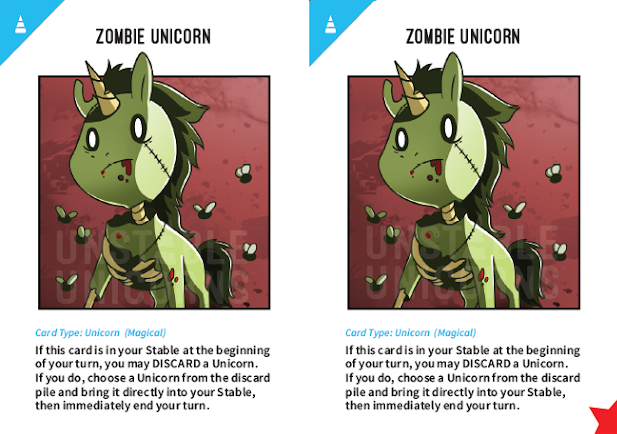 ZOMBIE UNICORN
UNSTABLE
UNICORNS
Card Type: Unicorn (Magical)
If this card is in your Stable at the beginning
of your turn, you may DISCARD a Unicorn.
If you do, choose a Unicorn from the discard
pile and bring it directly into your Stable,
then immediately end your turn.
ZOMBIE UNICORN
UNSTABLE
UNICORNS
Card Type: Unicorn (Magical)
If this card is in your Stable at the beginning
of your turn, you may DISCARD a Unicorn.
If you do, choose a Unicorn from the discard
pile and bring it directly into your Stable,
then immediately end your turn.